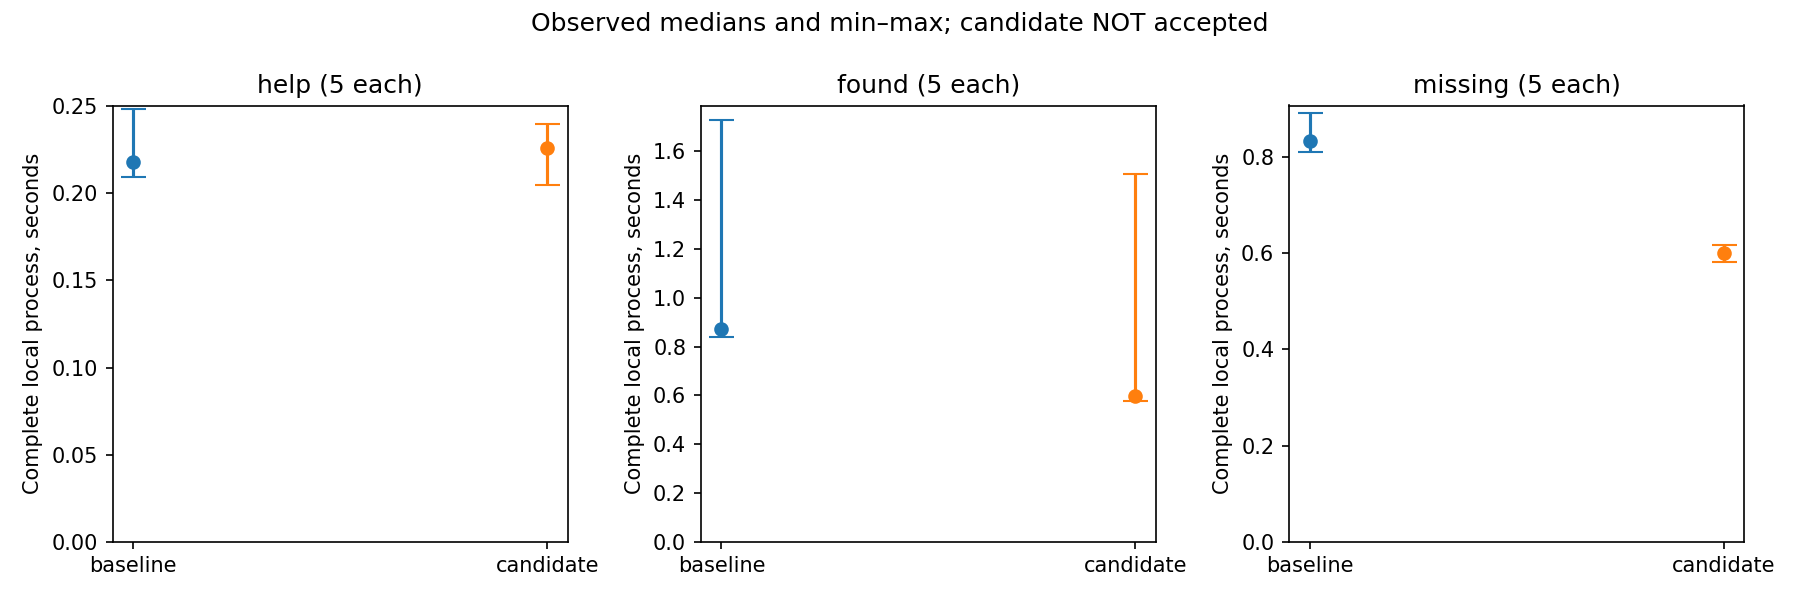 Observed medians and min–max; candidate NOT accepted
help (5 each)
Complete local process, seconds
0.25
0.20
0.15
0.10
0.05
0.00
baseline
candidate
found (5 each)
Complete local process, seconds
1.6
1.4
1.2
1.0
0.8
0.6
0.4
0.2
0.0
baseline
candidate
missing (5 each)
Complete local process, seconds
0.8
0.6
0.4
0.2
0.0
baseline
candidate